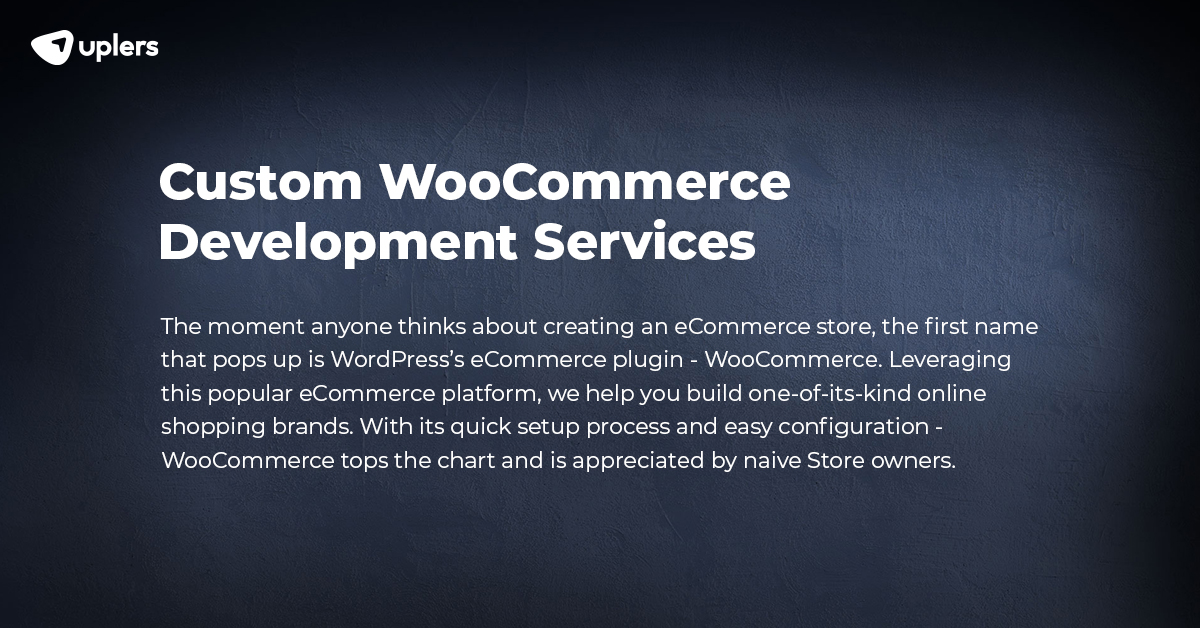 uplers
Custom WooCommerce
Development Services
The moment anyone thinks about creating an eCommerce store, the first name
that pops up is WordPress’s eCommerce plugin - WooCommerce. Leveraging
this popular eCommerce platform, we help you build one-of-its-kind online
shopping brands. With its quick setup process and easy configuration -
WooCommerce tops the chart and is appreciated by naive Store owners.